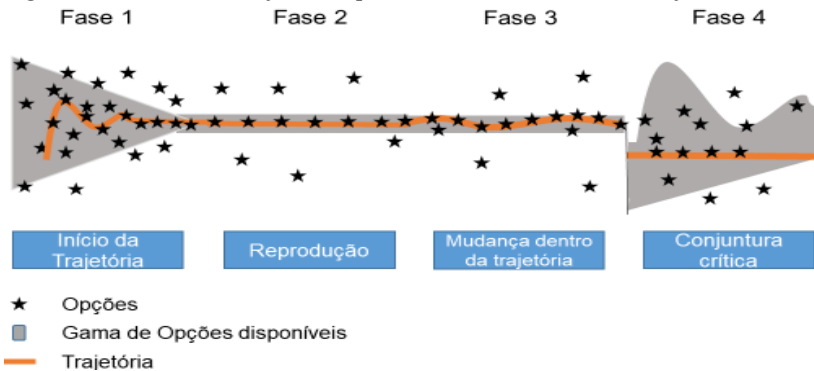 Fase 1 Fase 2 Fase 3 Fase 4
Início da
Trajetória
Reprodução
Mudança dentro
da trajetória
Conjuntura
crítica
Opções
Gama de Opções disponíveis
Trajetória